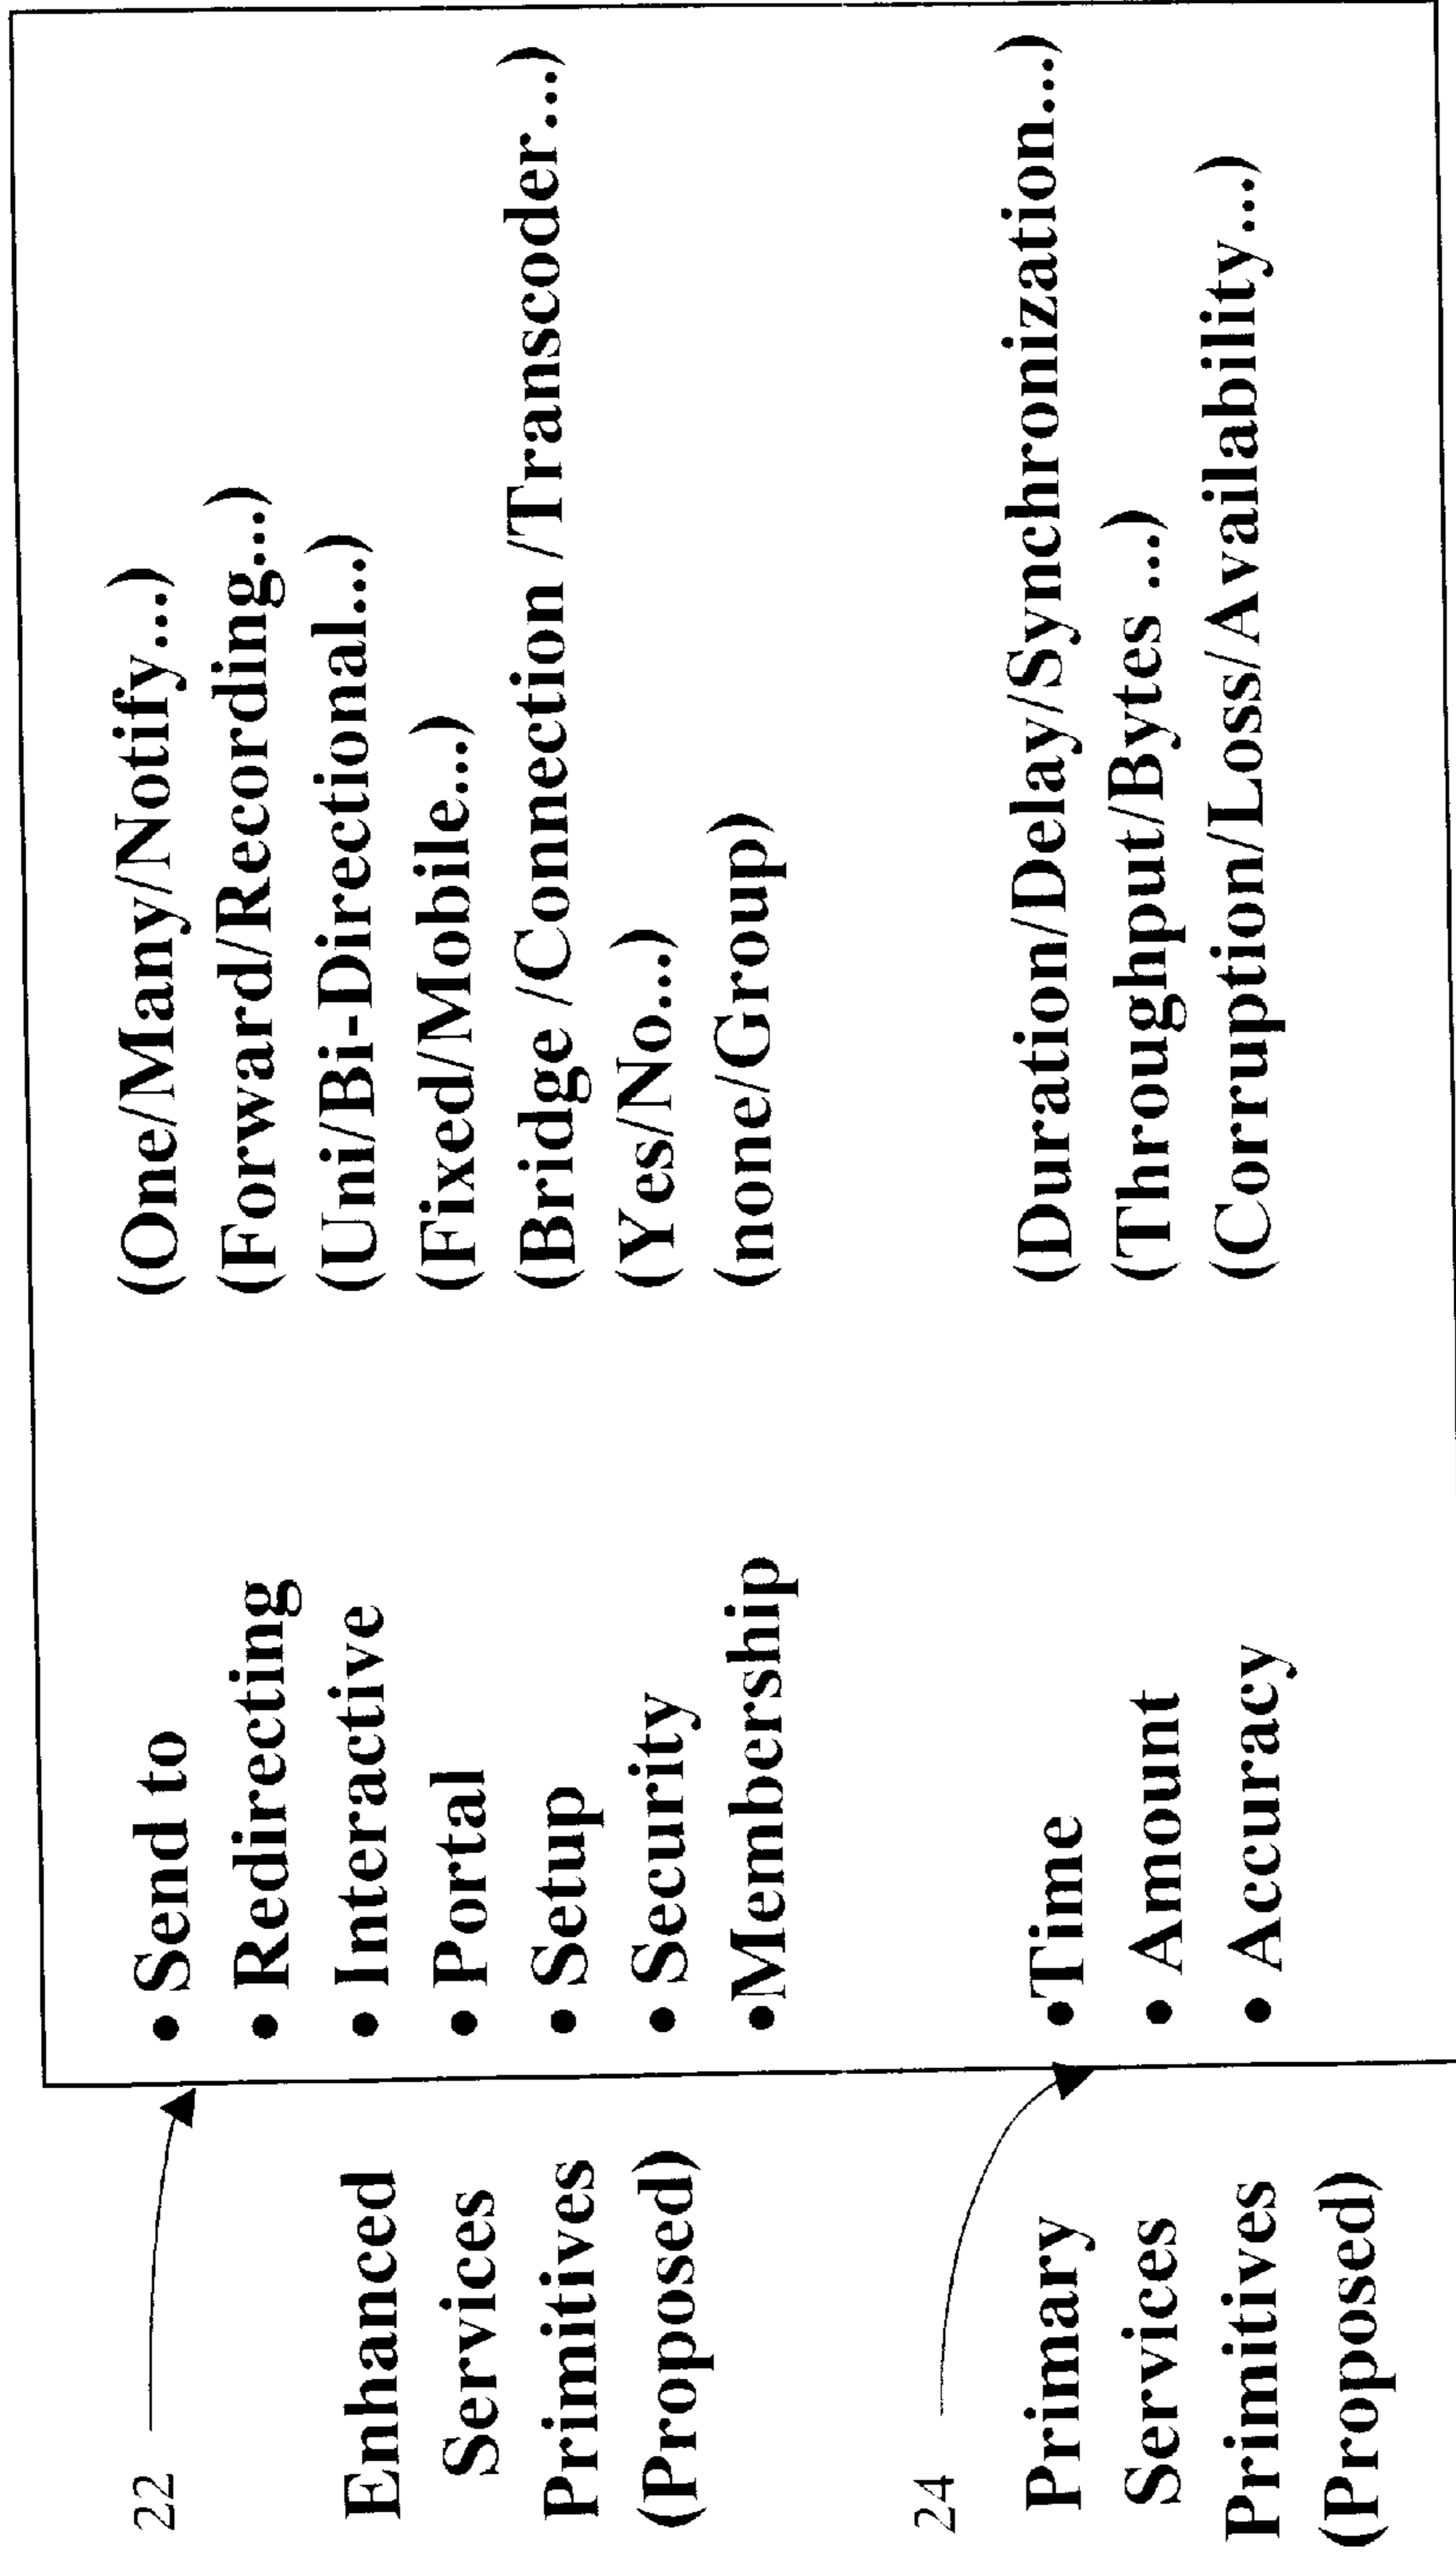 22
Enhanced
Services
Primitives
(Proposed)
• Send to (One/Many/Notify...)
• Redirecting (Forward/Recording...)
• Interactive (Uni/Bi-Directional...)
• Portal (Fixed/Mobile...)
• Setup (Bridge /Connection /Transcoder...)
• Security (Yes/No...)
•Membership (none/Group)
24
Primary
Services
Primitives
(Proposed)
•Time (Duration/Delay/Synchronization...)
• Amount (Throughput/Bytes ...)
• Accuracy (Corruption/Loss/Availability...)